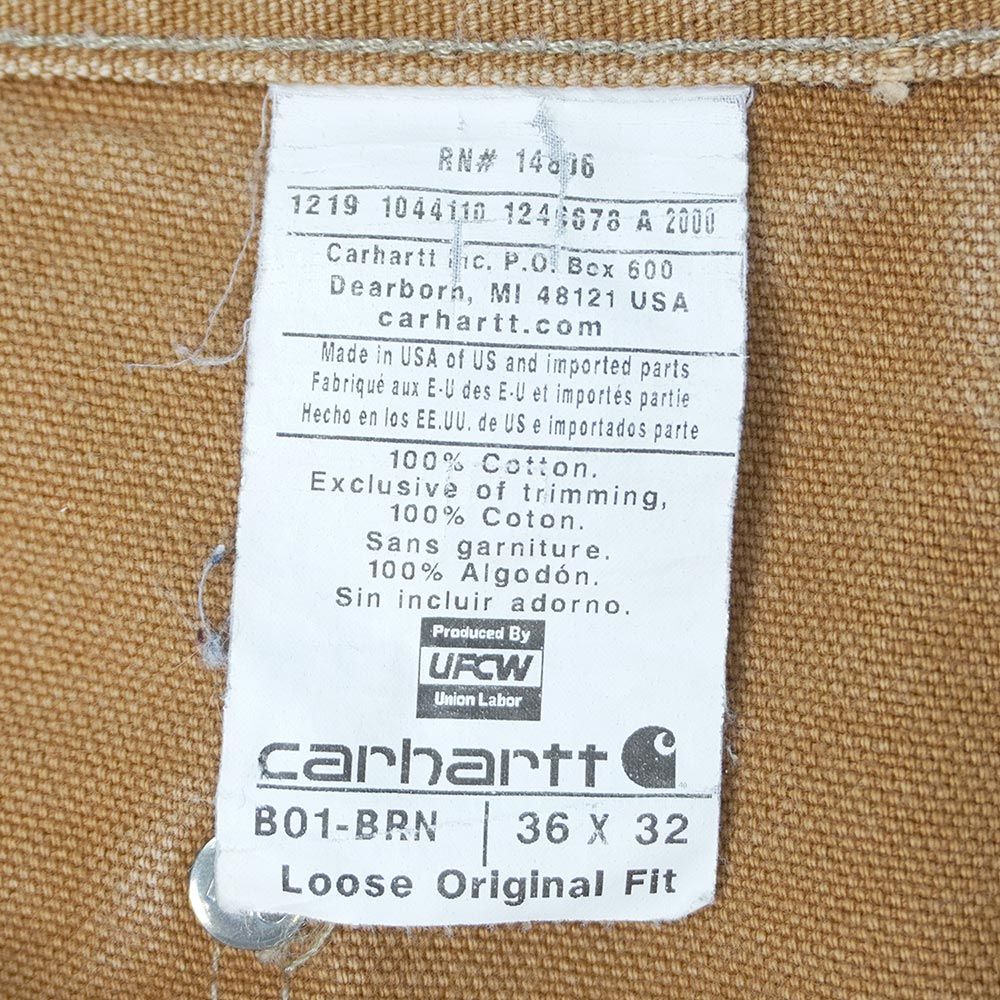 RN# 14806
1219 1044110 A 2000
Carhartt Inc. P.O. Box 600
Dearborn, MI 48121 USA
carhartt.com
Made in USA of US and imported parts
Fabriqué aux E-U des E-U et importés partie
Hecho en los EE.UU. de US e importados parte
100% Cotton.
Exclusive of trimming,
100% Coton.
Sans garniture.
100% Algodón.
Sin incluir adorno.
Produced By
UFCW
Union Labor
carhartt
B01-BRN | 36 X 32
Loose Original Fit